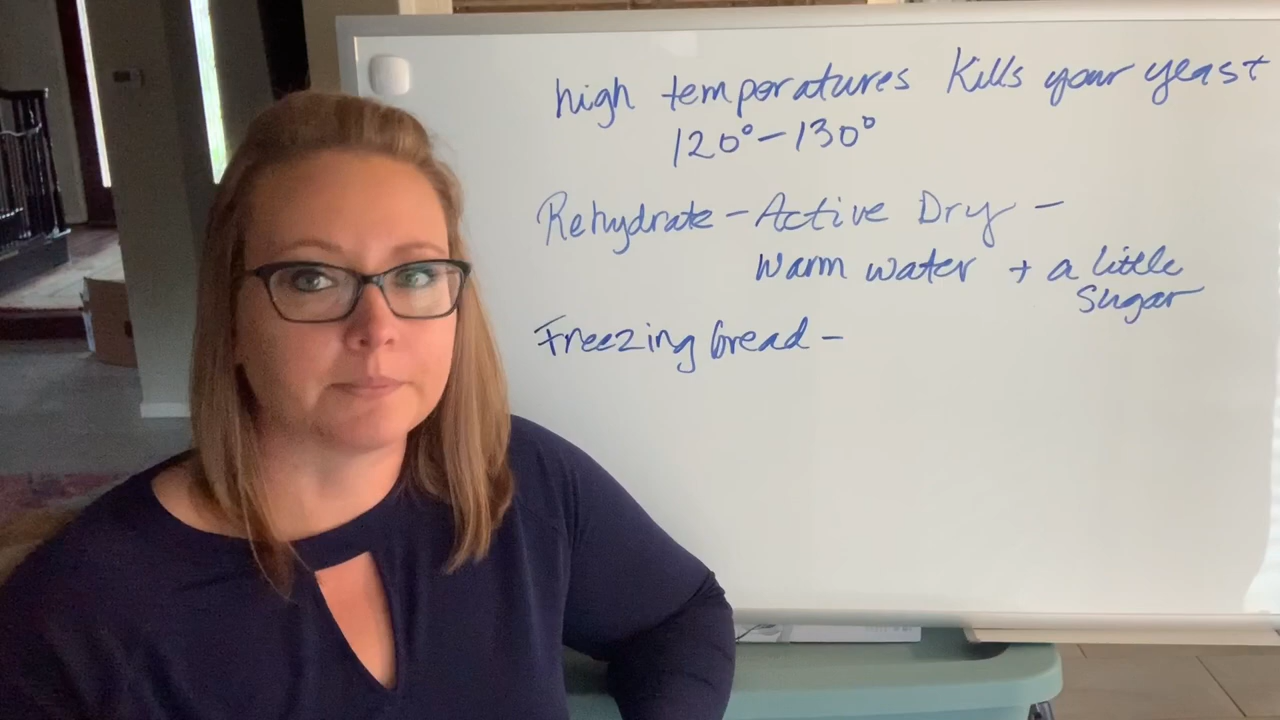 high temperatures kills your yeast
120°-130°
Rehydrate - Active Dry -
warm water + a little
sugar
Freezing bread -